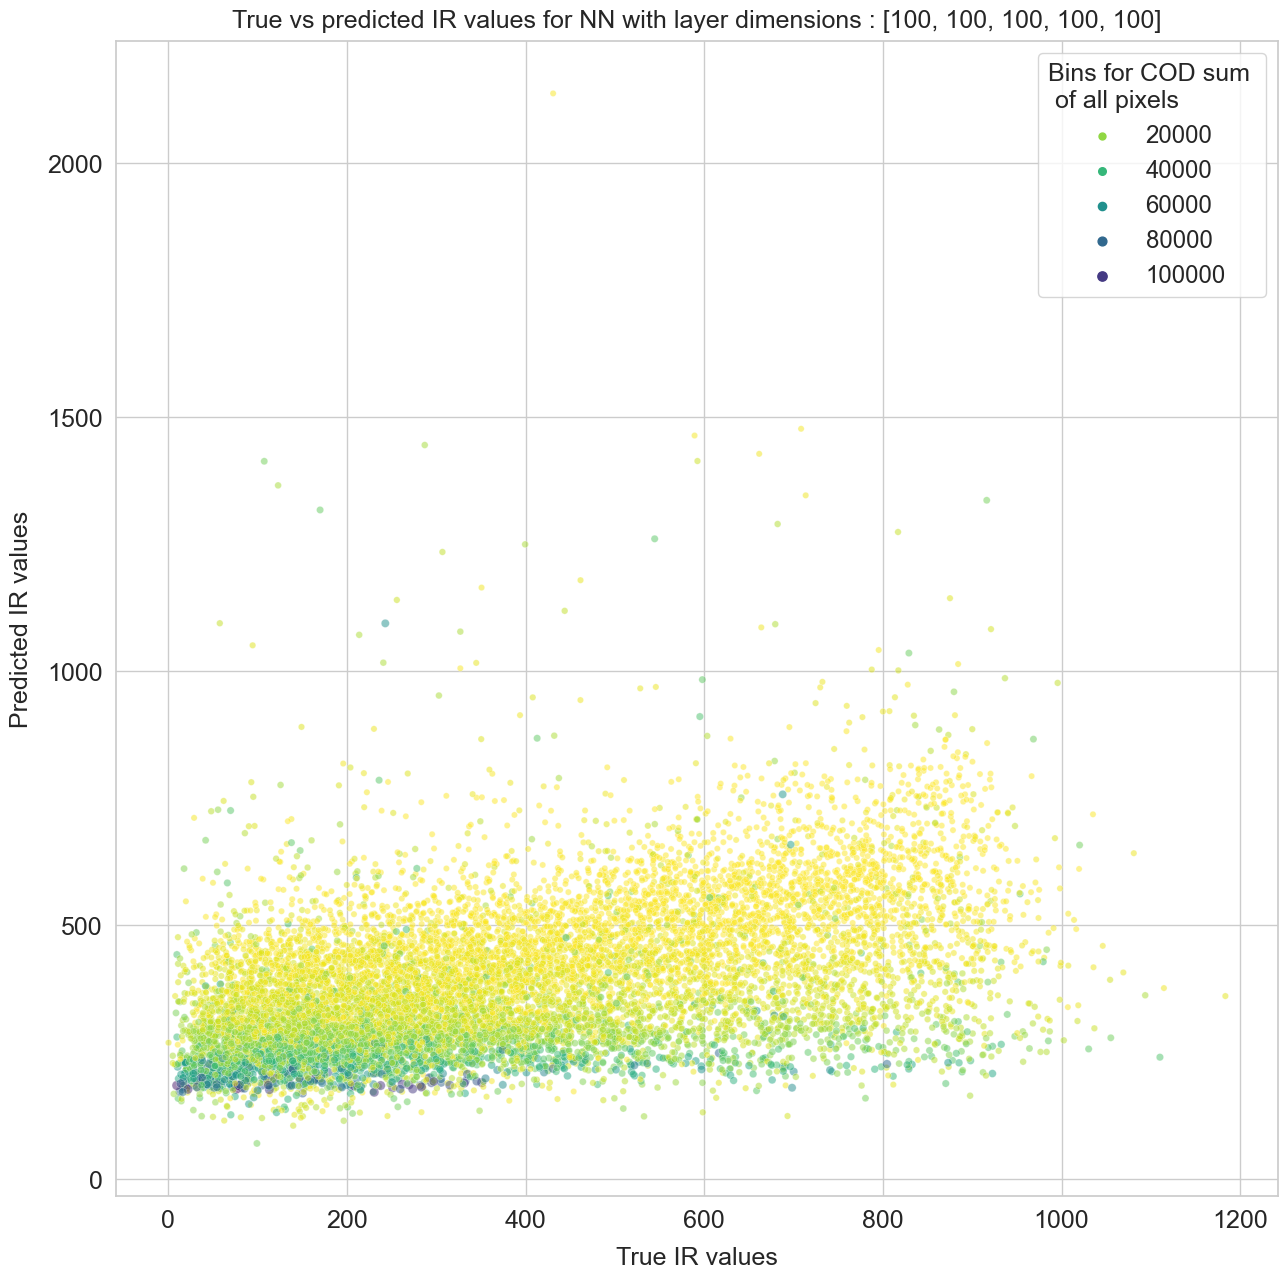 True vs predicted IR values for NN with layer dimensions : [100, 100, 100, 100, 100]
Bins for COD sum
of all pixels
20000
40000
60000
80000
100000
Predicted IR values
2000
1500
1000
500
0
0 200 400 600 800 1000 1200
True IR values